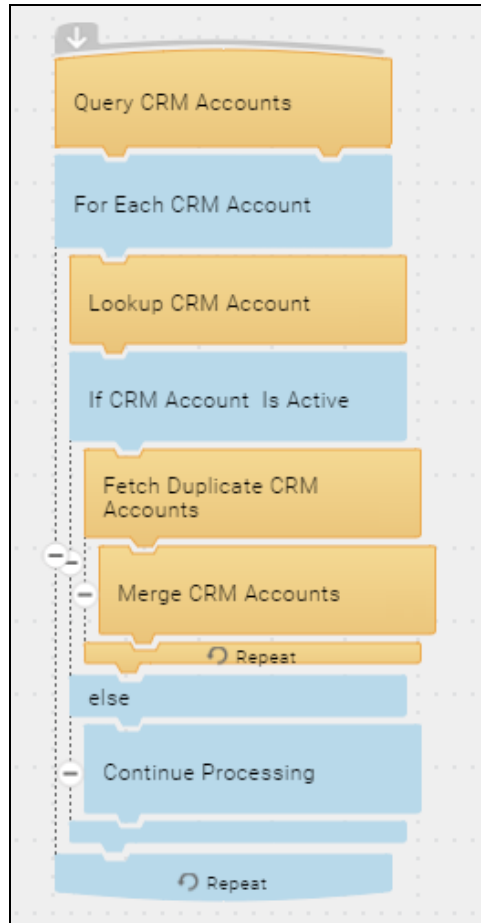 Query CRM Accounts
For Each CRM Account
Lookup CRM Account
If CRM Account Is Active
Fetch Duplicate CRM
Accounts
Merge CRM Accounts
Repeat
else
Continue Processing
Repeat